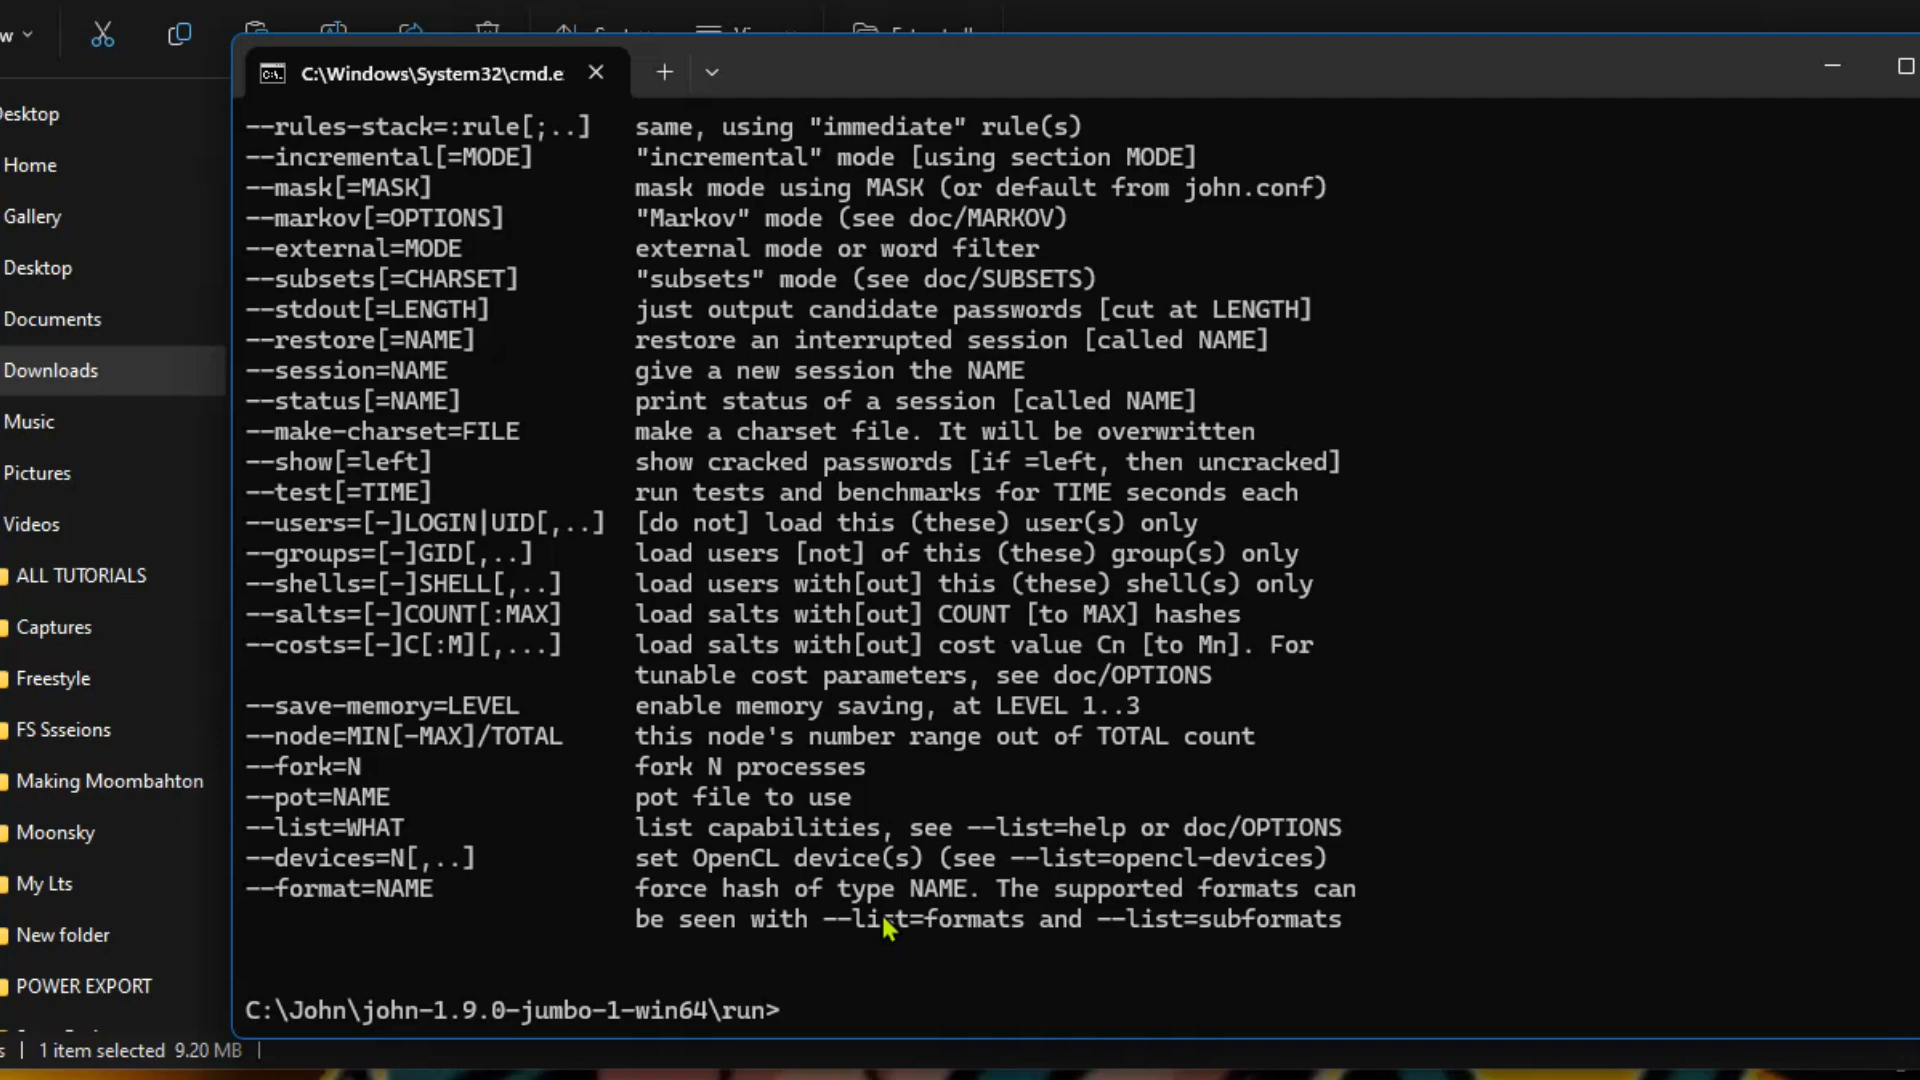 C:\Windows\System32\cmd.e
--rules-stack=:rule[;..] same, using "immediate" rule(s)
--incremental[=MODE] "incremental" mode [using section MODE]
--mask[=MASK] mask mode using MASK (or default from john.conf)
--markov[=OPTIONS] "Markov" mode (see doc/MARKOV)
--external=MODE external mode or word filter
--subsets[=CHARSET] "subsets" mode (see doc/SUBSETS)
--stdout[=LENGTH] just output candidate passwords [cut at LENGTH]
--restore[=NAME] restore an interrupted session [called NAME]
--session=NAME give a new session the NAME
--status[=NAME] print status of a session [called NAME]
--make-charset=FILE make a charset file. It will be overwritten
--show[=left] show cracked passwords [if =left, then uncracked]
--test[=TIME] run tests and benchmarks for TIME seconds each
--users=[-]LOGIN|UID[,..] [do not] load this (these) user(s) only
--groups=[-]GID[,..] load users [not] of this (these) group(s) only
--shells=[-]SHELL[,..] load users with[out] this (these) shell(s) only
--salts=[-]COUNT[:MAX] load salts with[out] COUNT [to MAX] hashes
--costs=[-]C[:M][,...] load salts with[out] cost value Cn [to Mn]. For
tunable cost parameters, see doc/OPTIONS
--save-memory=LEVEL enable memory saving, at LEVEL 1..3
--node=MIN[-MAX]/TOTAL this node's number range out of TOTAL count
--fork=N fork N processes
--pot=NAME pot file to use
--list=WHAT list capabilities, see --list=help or doc/OPTIONS
--devices=N[,..] set OpenCL device(s) (see --list=opencl-devices)
--format=NAME force hash of type NAME. The supported formats can
be seen with --list=formats and --list=subformats
C:\John\john-1.9.0-jumbo-1-win64\run>
Desktop
Home
Gallery
Desktop
Documents
Downloads
Music
Pictures
Videos
ALL TUTORIALS
Captures
Freestyle
FS Ssseions
Making Moombahton
Moonsky
My Lts
New folder
POWER EXPORT
1 item selected 9.20 MB